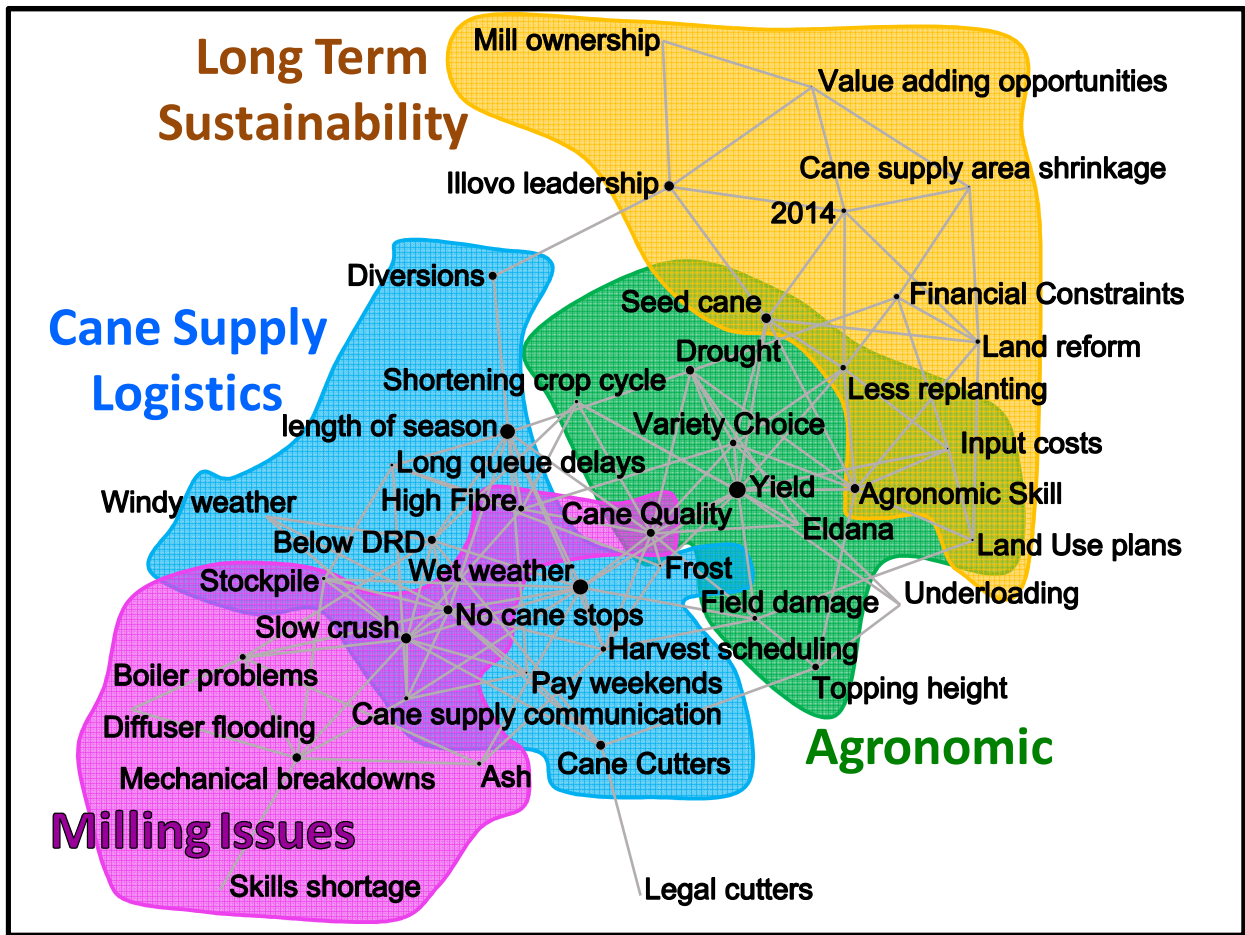 Long Term
Sustainability
Mill ownership
Value adding opportunities
Cane supply area shrinkage
Illovo leadership
2014
Diversions
Seed cane
Financial Constraints
Cane Supply
Logistics
Drought
Land reform
Shortening crop cycle
Less replanting
length of season
Variety Choice
Input costs
Long queue delays
Windy weather
High Fibre
Yield
Agronomic Skill
Cane Quality
Eldana
Below DRD
Land Use plans
Stockpile
Wet weather
Frost
Underloading
Field damage
No cane stops
Slow crush
Harvest scheduling
Boiler problems
Pay weekends
Topping height
Diffuser flooding
Cane supply communication
Agronomic
Mechanical breakdowns
Ash
Cane Cutters
Milling Issues
Skills shortage
Legal cutters